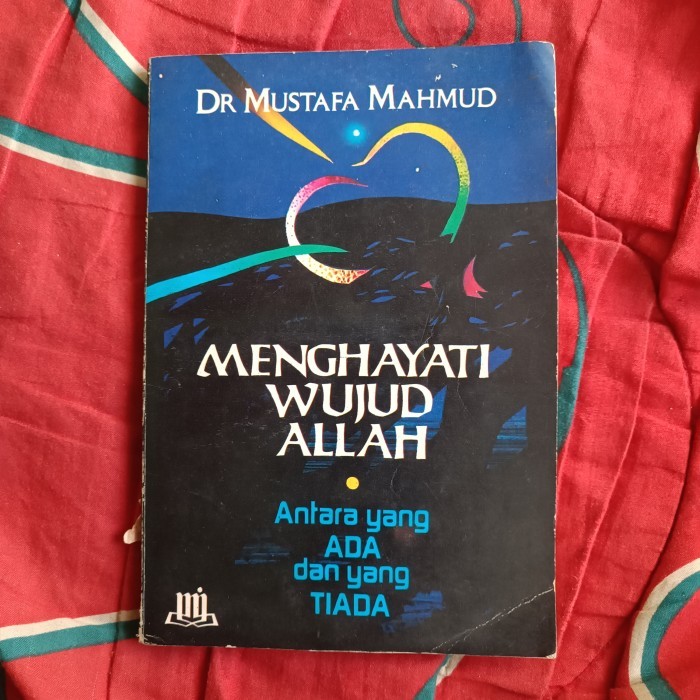 DR MUSTAFA MAHMUD
MENGHAYATI
WUJUD
ALLAH
Antara yang
ADA
dan yang
TIADA